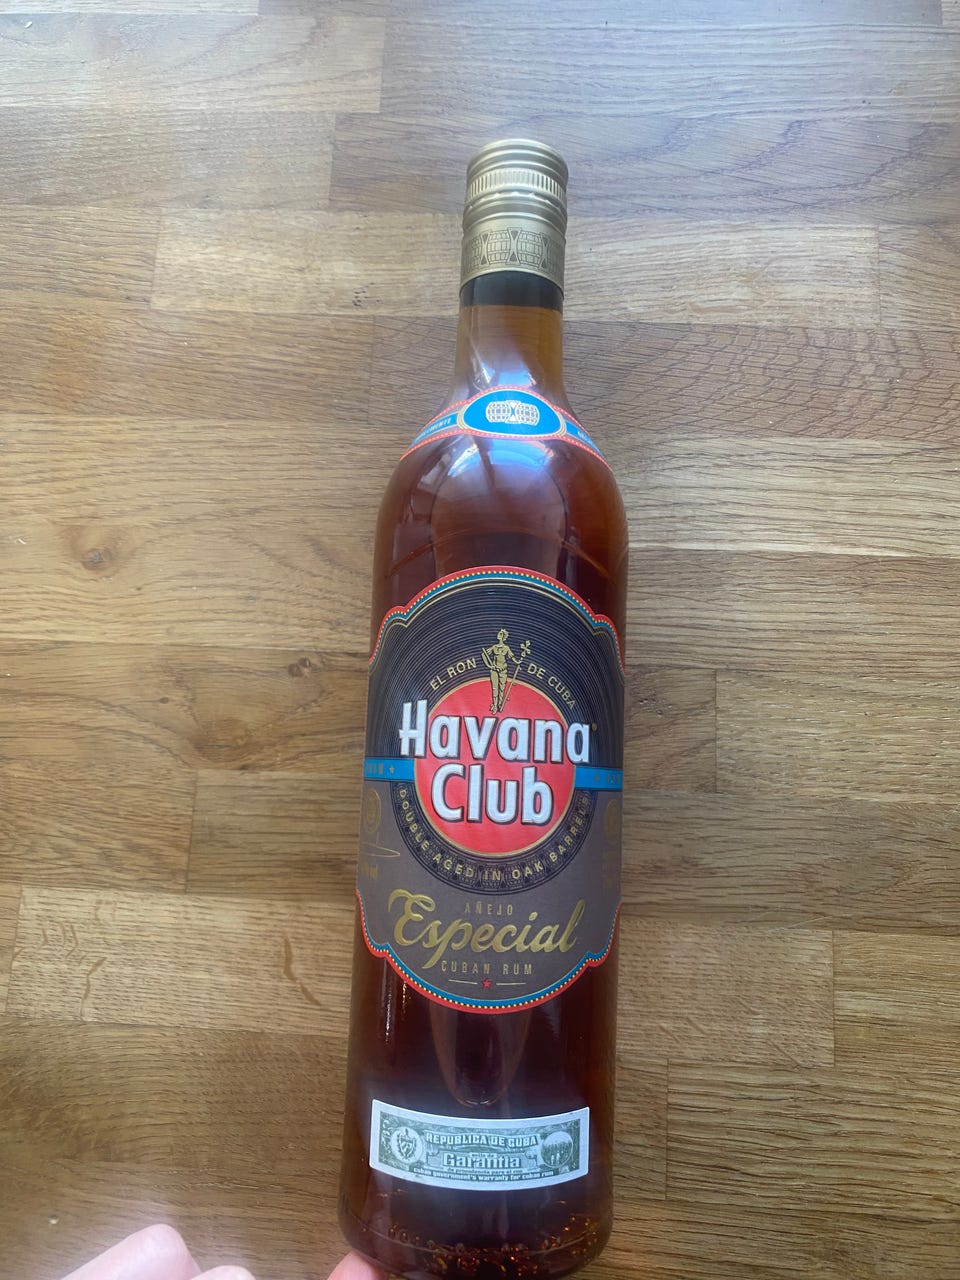 EL RON DE CUBA
Havana
Club
DOUBLE AGED IN OAK BARRELS
AÑEJO
Especial
CUBAN RUM
REPUBLICA DE CUBA
Garantia
cuban government's warranty for cuban rum